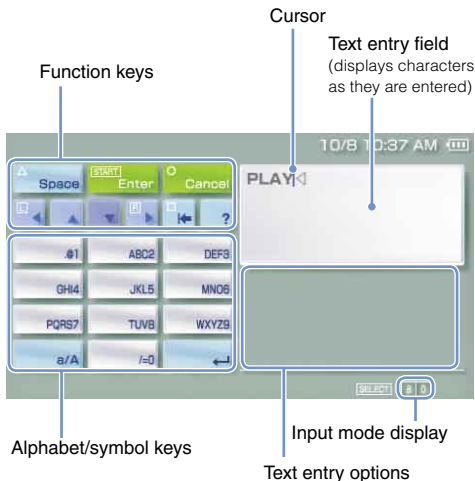 Cursor
Text entry field
(displays characters
as they are entered)
Function keys
10/8 10:37 AM
△ Space
START Enter
○ Cancel
PLAY
L
R
□
?
.@1
ABC2
DEF3
GHI4
JKL5
MNO6
PQRS7
TUV8
WXYZ9
a/A
/=0
SELECT
a 0
Input mode display
Alphabet/symbol keys
Text entry options